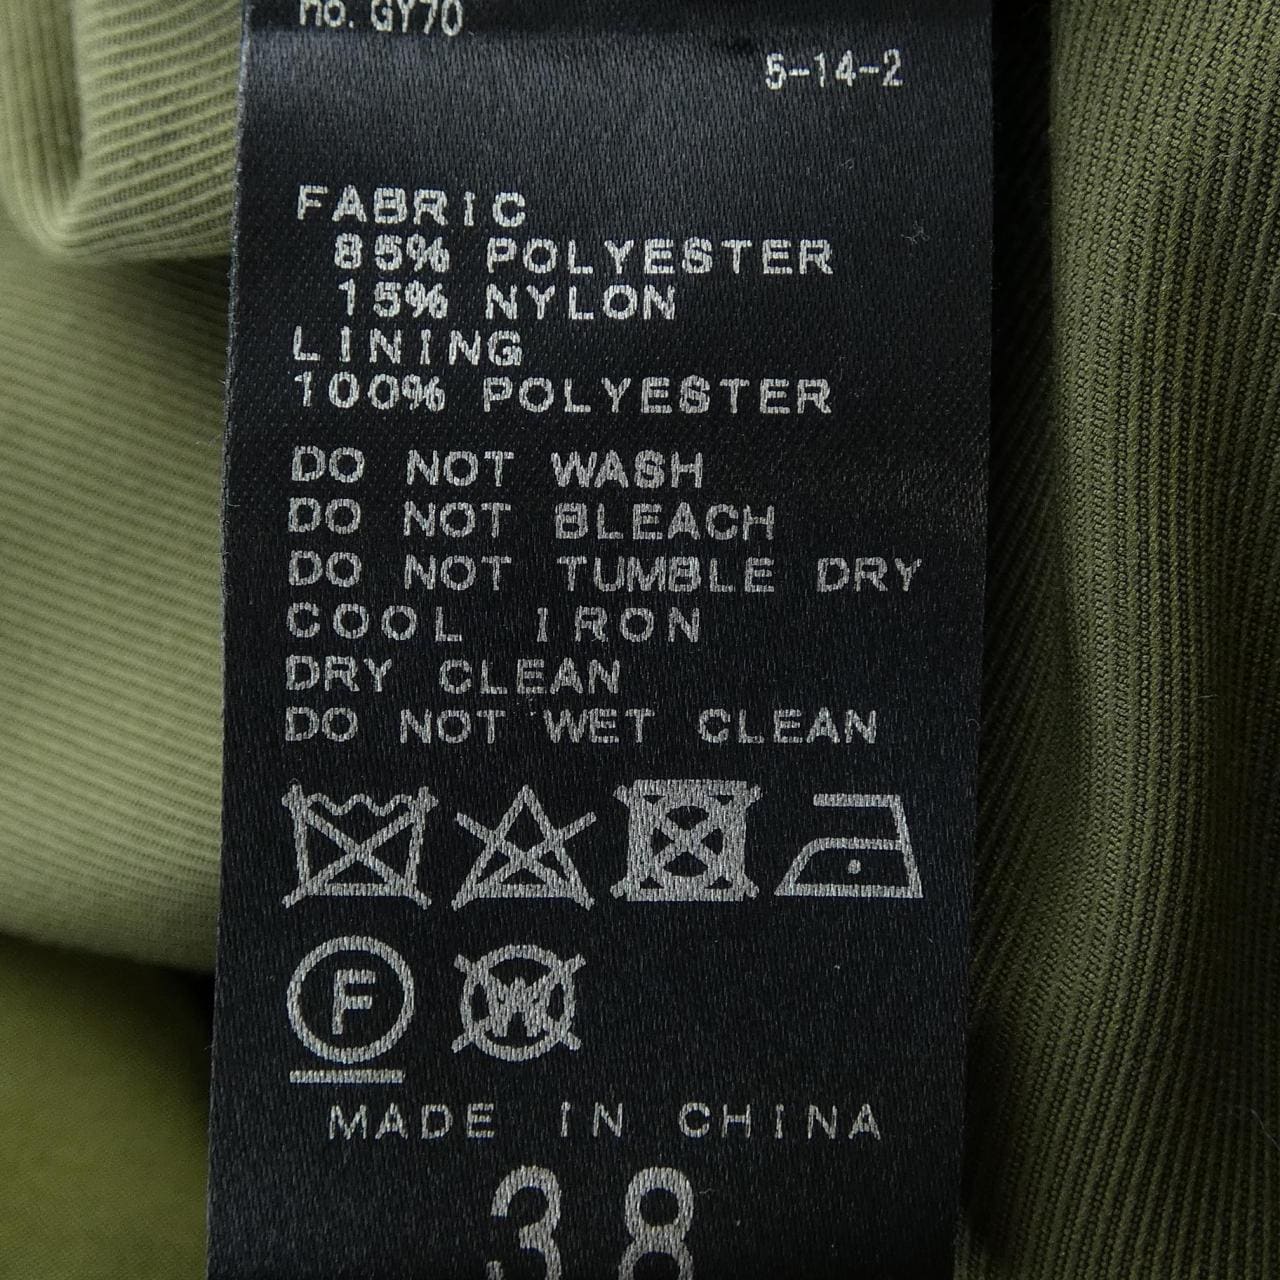 no. GY70
5-14-2
FABRIC
85% POLYESTER
15% NYLON
LINING
100% POLYESTER
DO NOT WASH
DO NOT BLEACH
DO NOT TUMBLE DRY
COOL IRON
DRY CLEAN
DO NOT WET CLEAN
F W
MADE IN CHINA
38